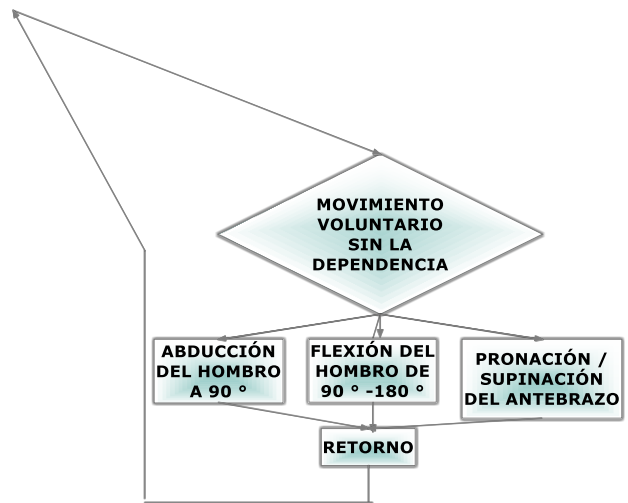 MOVIMIENTO
VOLUNTARIO
SIN LA
DEPENDENCIA
ABDUCCIÓN
DEL HOMBRO
A 90 °
FLEXIÓN DEL
HOMBRO DE
90 ° -180 °
PRONACIÓN /
SUPINACIÓN
DEL ANTEBRAZO
RETORNO